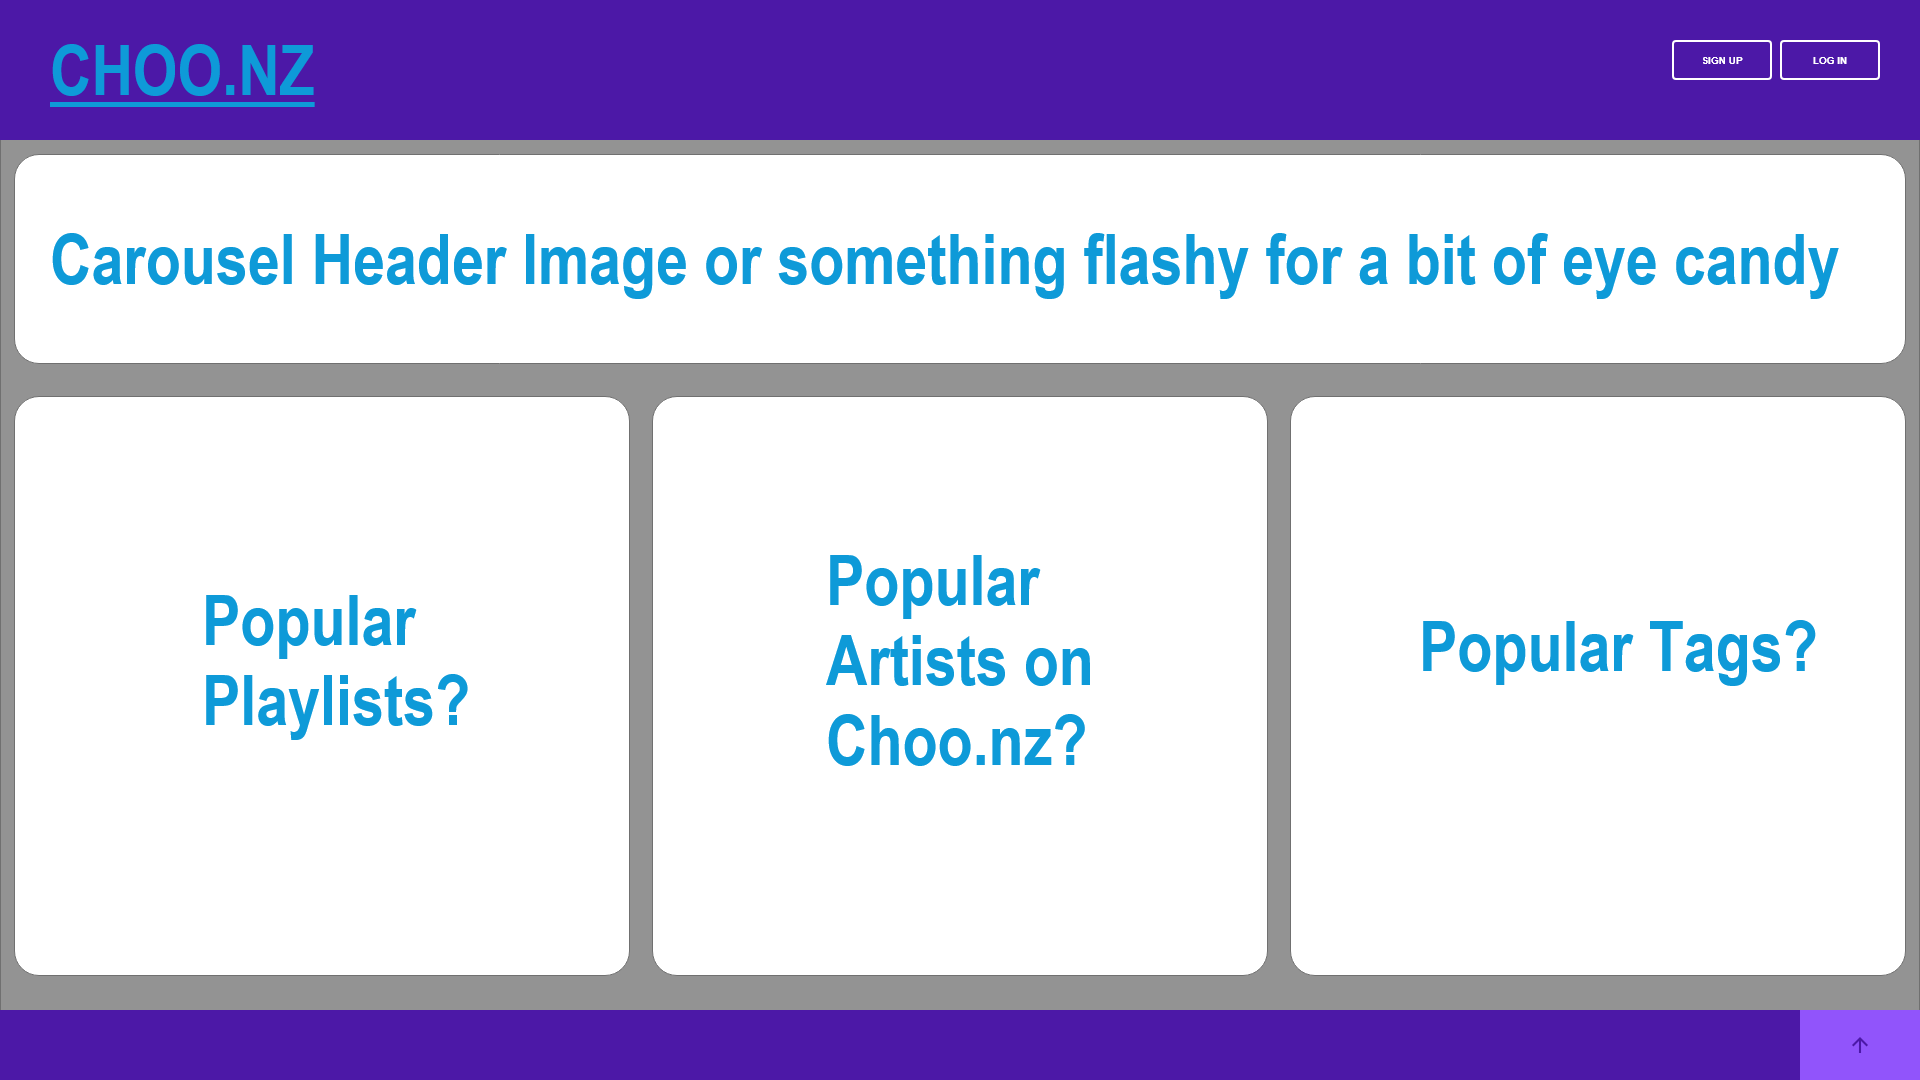 CHOO.NZ
SIGN UP
LOG IN
Carousel Header Image or something flashy for a bit of eye candy
Popular
Playlists?
Popular
Artists on
Choo.nz?
Popular Tags?